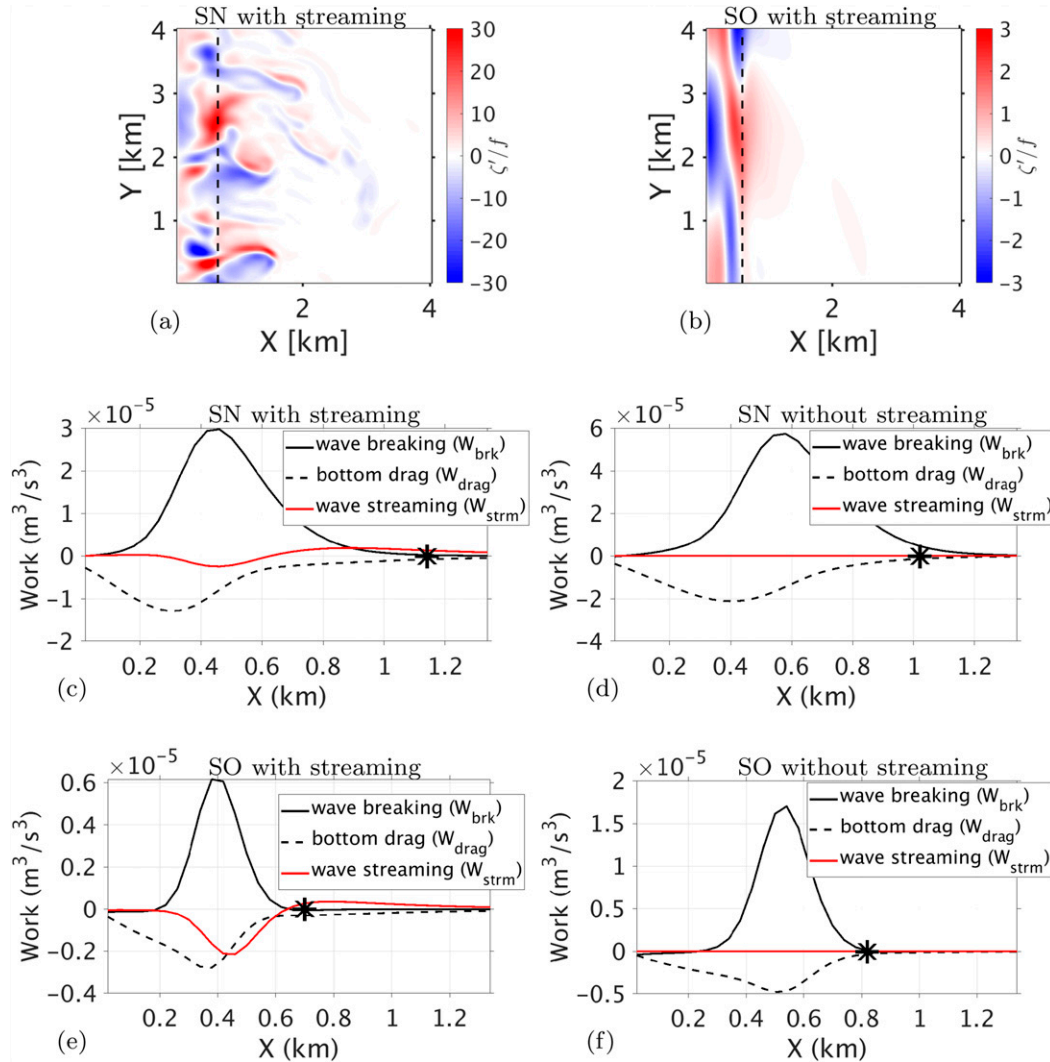 SN with streaming
SO with streaming
4
3
2
1
Y [km]
2
4
X [km]
(a)
30
20
10
0
−10
−20
−30
ζ′/f
4
3
2
1
Y [km]
2
4
X [km]
(b)
3
2
1
0
−1
−2
−3
ζ′/f
×10⁻⁵
SN with streaming
3
2
1
0
−1
−2
Work (m³/s³)
wave breaking (W_brk)
bottom drag (W_drag)
wave streaming (W_strm)
0.2 0.4 0.6 0.8 1 1.2
(c)
X (km)
×10⁻⁵
SN without streaming
6
4
2
0
−2
−4
Work (m³/s³)
wave breaking (W_brk)
bottom drag (W_drag)
wave streaming (W_strm)
0.2 0.4 0.6 0.8 1 1.2
(d)
X (km)
×10⁻⁵
SO with streaming
0.6
0.4
0.2
0
−0.2
−0.4
Work (m³/s³)
wave breaking (W_brk)
bottom drag (W_drag)
wave streaming (W_strm)
0.2 0.4 0.6 0.8 1 1.2
(e)
X (km)
×10⁻⁵
SO without streaming
2
1.5
1
0.5
0
−0.5
Work (m³/s³)
wave breaking (W_brk)
bottom drag (W_drag)
wave streaming (W_strm)
0.2 0.4 0.6 0.8 1 1.2
(f)
X (km)